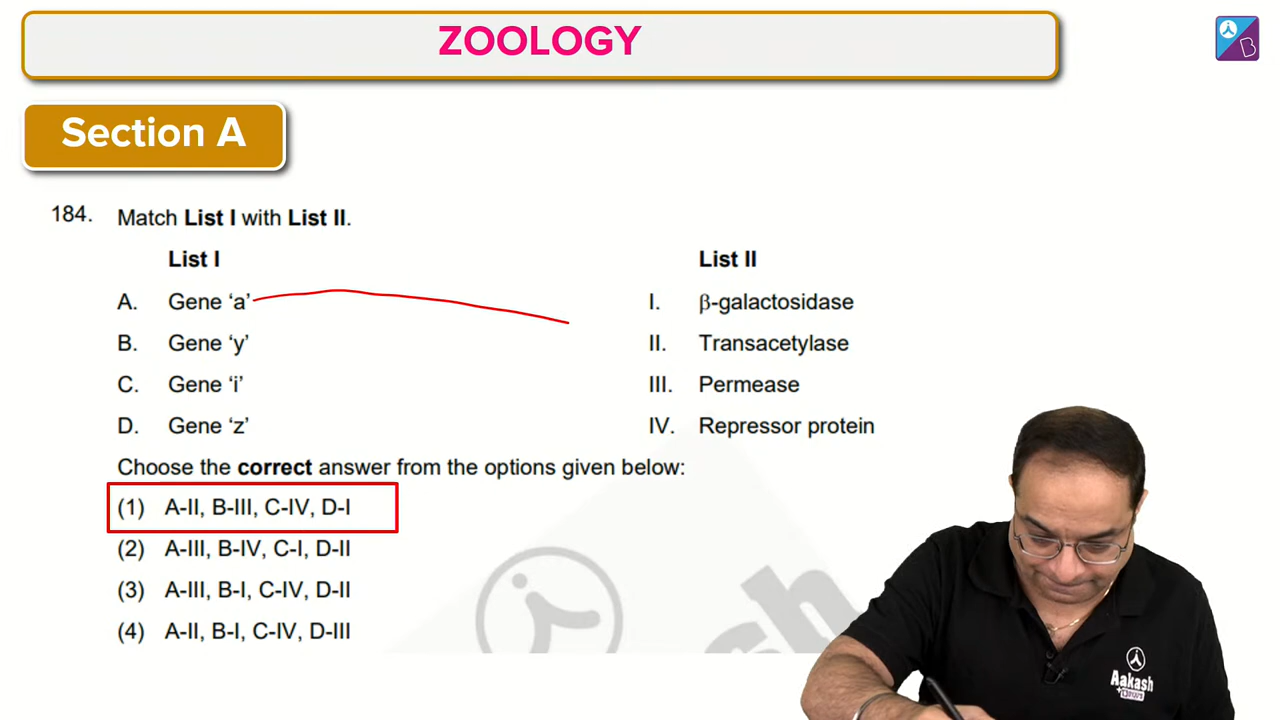 ZOOLOGY
B
Section A
184. Match List I with List II.
List I List II
A. Gene ‘a’ I. β-galactosidase
B. Gene ‘y’ II. Transacetylase
C. Gene ‘i’ III. Permease
D. Gene ‘z’ IV. Repressor protein
Choose the correct answer from the options given below:
(1) A-II, B-III, C-IV, D-I
(2) A-III, B-IV, C-I, D-II
(3) A-III, B-I, C-IV, D-II
(4) A-II, B-I, C-IV, D-III
sh
Aakash
+BYJU'S